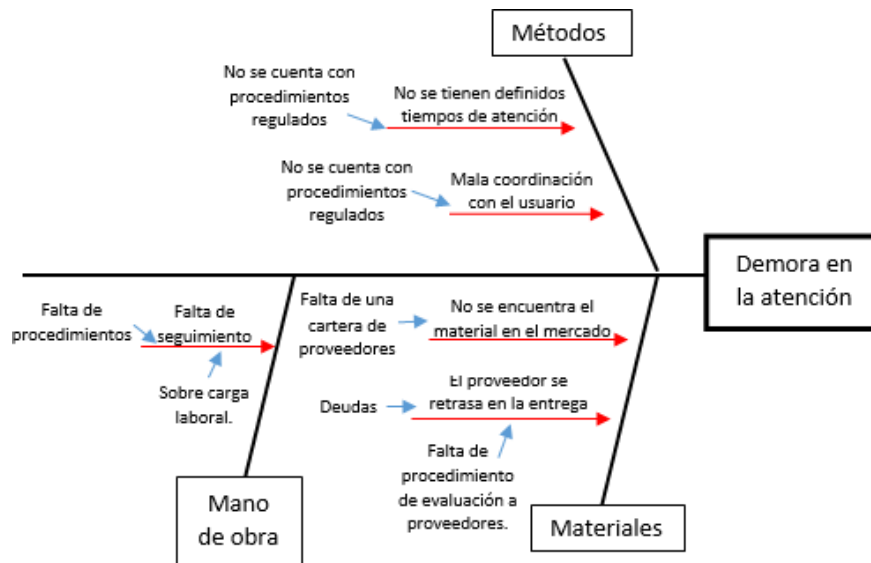 Métodos
No se cuenta con
procedimientos
regulados
No se tienen definidos
tiempos de atención
No se cuenta con
procedimientos
regulados
Mala coordinación
con el usuario
Demora en
la atención
Falta de
procedimientos
Falta de
seguimiento
Sobre carga
laboral.
Falta de una
cartera de
proveedores
No se encuentra el
material en el mercado
Deudas
El proveedor se
retrasa en la entrega
Falta de
procedimiento
de evaluación a
proveedores.
Mano
de obra
Materiales